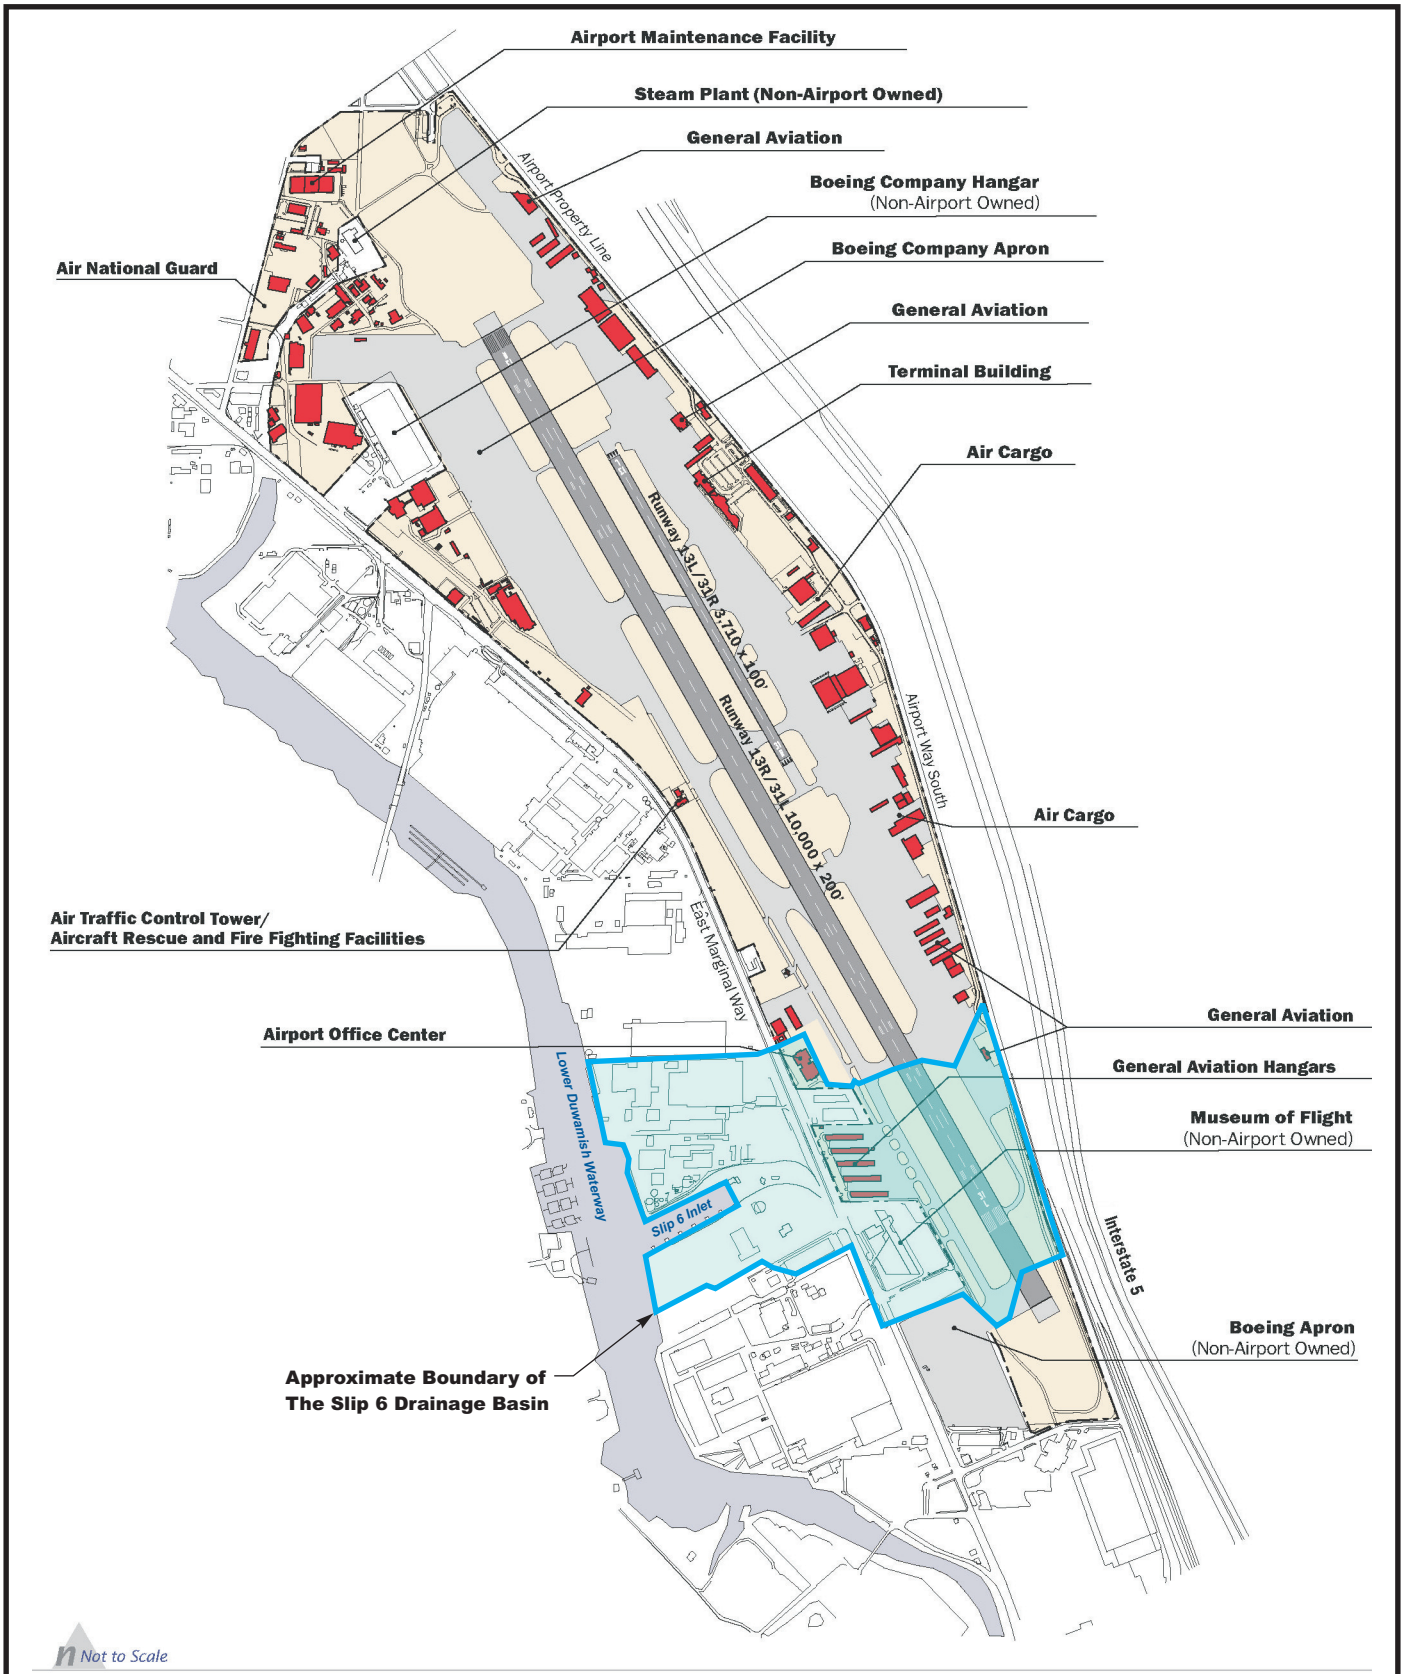 Airport Maintenance Facility
Steam Plant (Non-Airport Owned)
General Aviation
Airport Property Line
Boeing Company Hangar
(Non-Airport Owned)
Boeing Company Apron
Air National Guard
General Aviation
Terminal Building
Air Cargo
Runway 13L/31R 3,710 x 100'
Runway 13R/31L 10,000 x 200'
Airport Way South
Air Cargo
Air Traffic Control Tower/
Aircraft Rescue and Fire Fighting Facilities
East Marginal Way
General Aviation
Airport Office Center
General Aviation Hangars
Lower Duwamish Waterway
Museum of Flight
(Non-Airport Owned)
Slip 6 Inlet
Interstate 5
Boeing Apron
(Non-Airport Owned)
Approximate Boundary of
The Slip 6 Drainage Basin
n Not to Scale